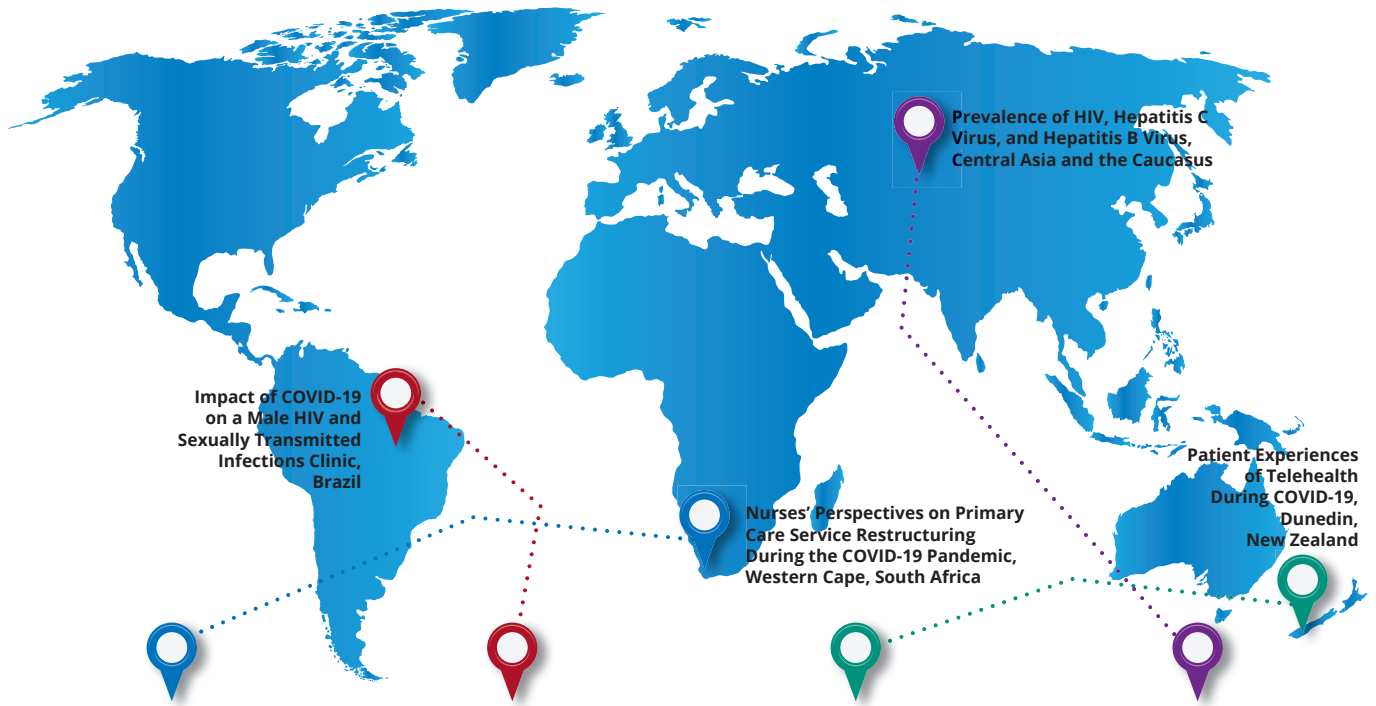 Prevalence of HIV, Hepatitis C
Virus, and Hepatitis B Virus,
Central Asia and the Caucasus
Impact of COVID-19
on a Male HIV and
Sexually Transmitted
Infections Clinic,
Brazil
Nurses’ Perspectives on Primary
Care Service Restructuring
During the COVID-19 Pandemic,
Western Cape, South Africa
Patient Experiences
of Telehealth
During COVID-19,
Dunedin,
New Zealand